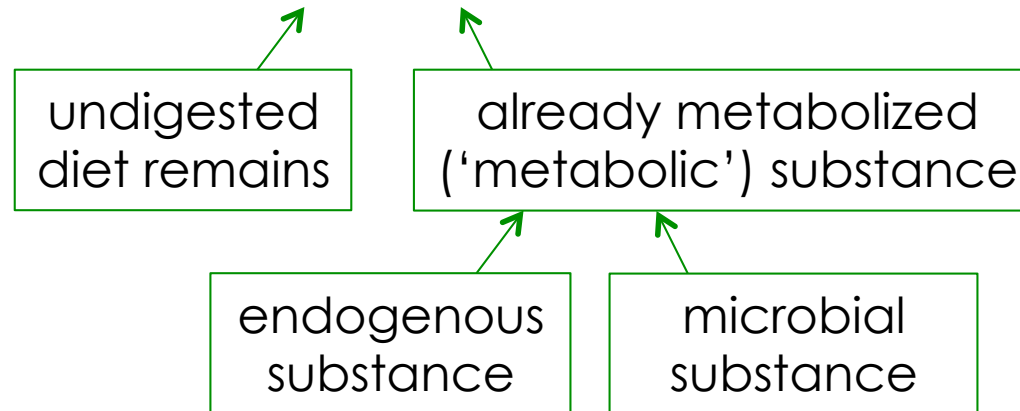 undigested
diet remains
already metabolized
(‘metabolic’) substance
endogenous
substance
microbial
substance